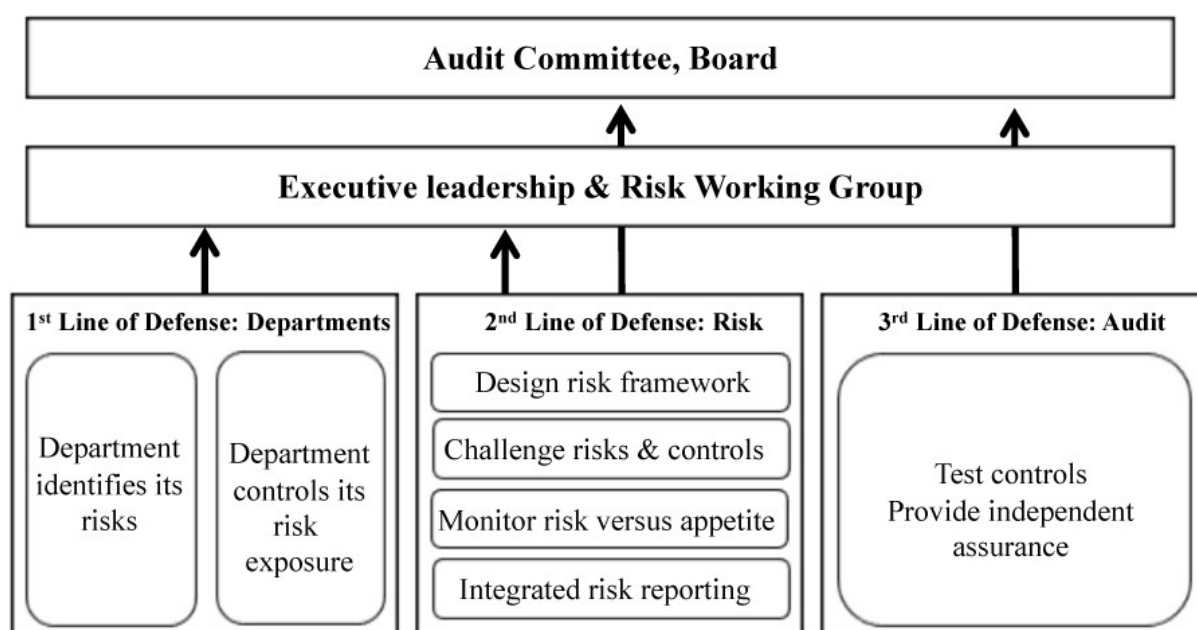 Audit Committee, Board
Executive leadership & Risk Working Group
1st Line of Defense: Departments
Department
identifies its
risks
Department
controls its
risk
exposure
2nd Line of Defense: Risk
Design risk framework
Challenge risks & controls
Monitor risk versus appetite
Integrated risk reporting
3rd Line of Defense: Audit
Test controls
Provide independent
assurance